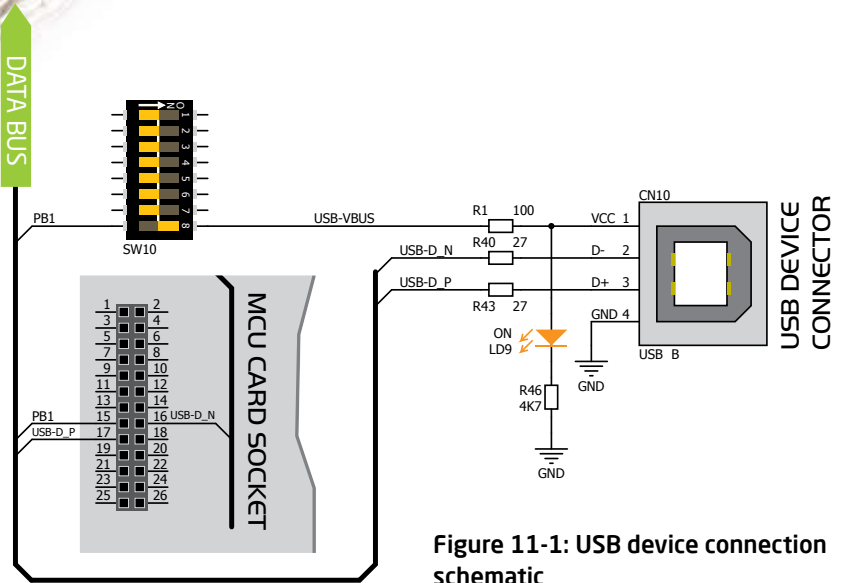 DATA BUS
O
N
1
2
3
4
5
6
7
8
SW10
PB1
USB-VBUS
R1 100
VCC 1
CN10
USB-D_N
R40 27
D- 2
USB-D_P
R43 27
D+ 3
GND 4
GND
USB B
USB DEVICE
CONNECTOR
ON
LD9
R46
4K7
GND
1 2
3 4
5 6
7 8
9 10
11 12
13 14
PB1 15 16 USB-D_N
USB-D_P 17 18
19 20
21 22
23 24
25 26
MCU CARD SOCKET
Figure 11-1: USB device connection
schematic